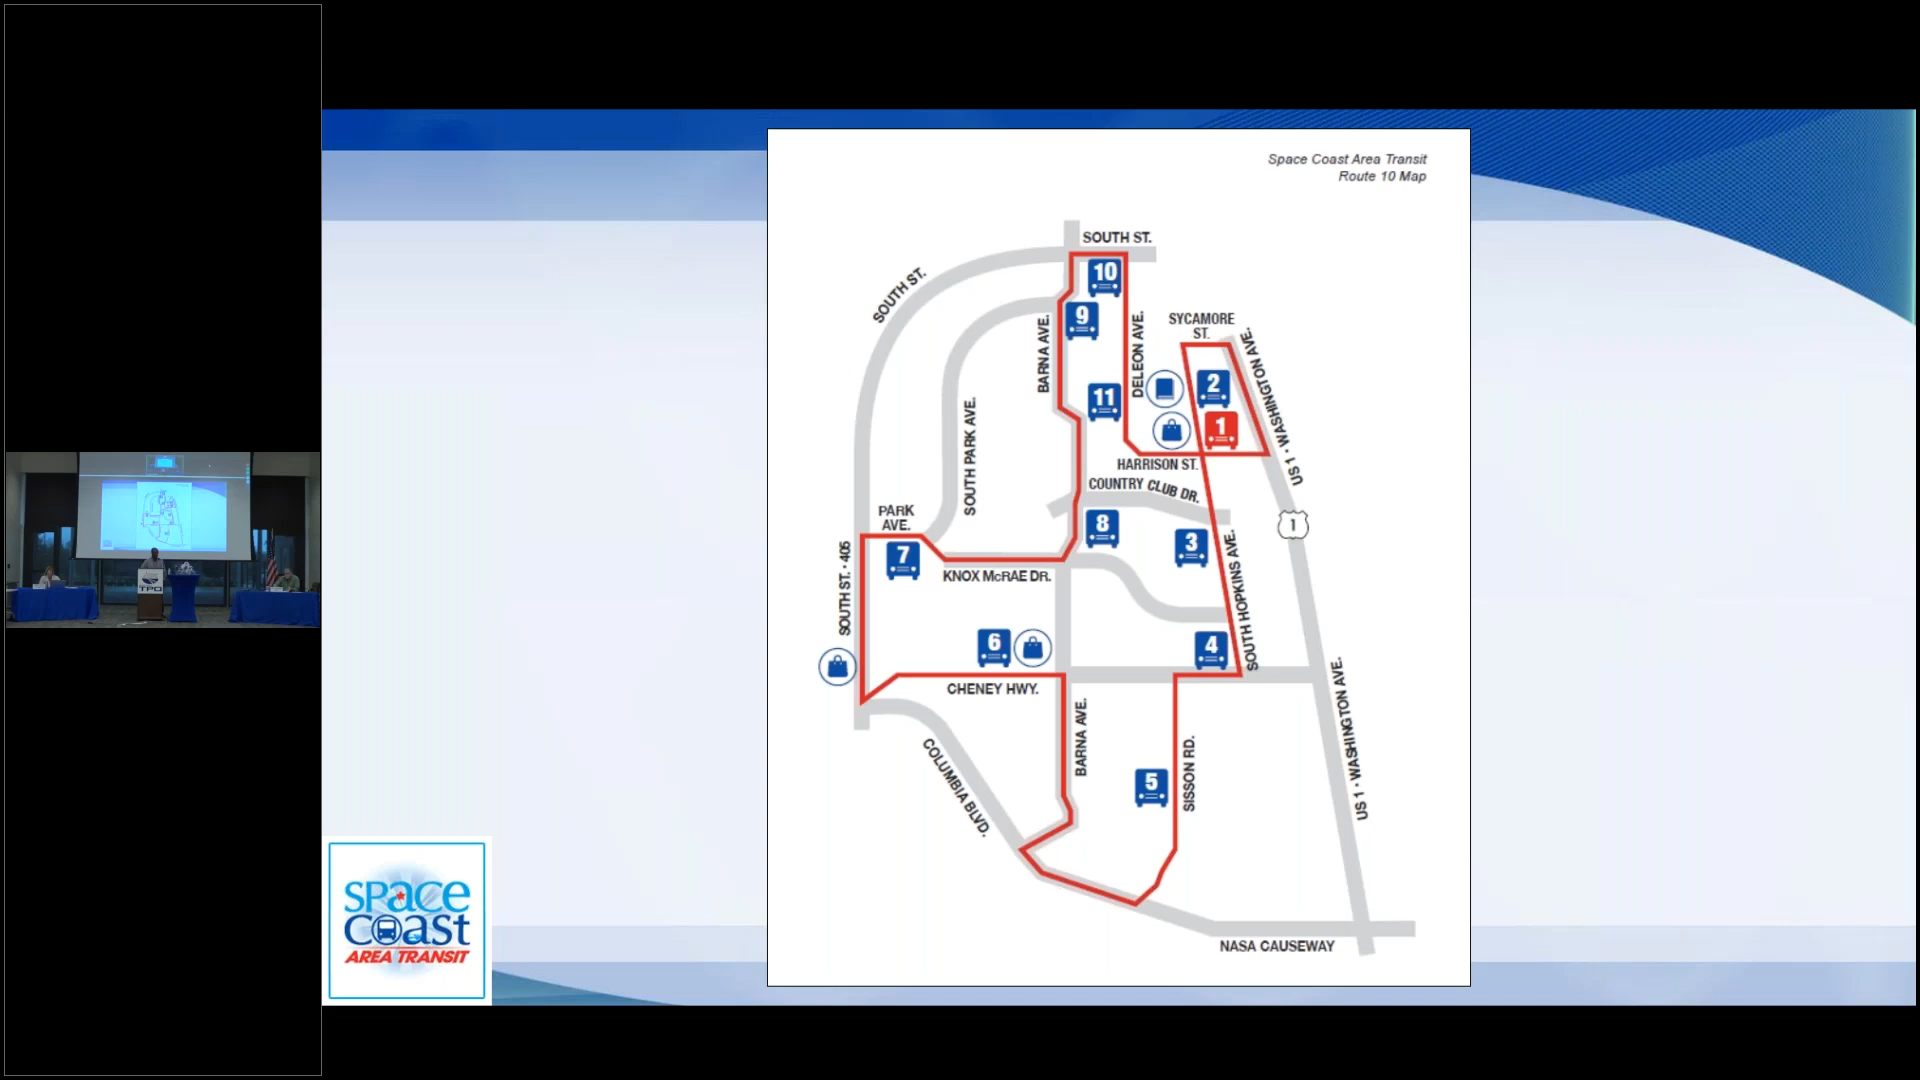 Space Coast Area Transit
Route 10 Map
SOUTH ST.
10
SOUTH ST.
9
SYCAMORE
ST.
BARNA AVE.
DELEON AVE.
US 1 • WASHINGTON AVE.
2
11
1
SOUTH PARK AVE.
HARRISON ST.
COUNTRY CLUB DR.
PARK
AVE.
8
1
3
7
SOUTH ST. • 405
KNOX McRAE DR.
SOUTH HOPKINS AVE.
6
4
CHENEY HWY.
BARNA AVE.
COLUMBIA BLVD.
5
SISSON RD.
US 1 • WASHINGTON AVE.
NASA CAUSEWAY
SPace
Coast
AREA TRANSIT
TPO